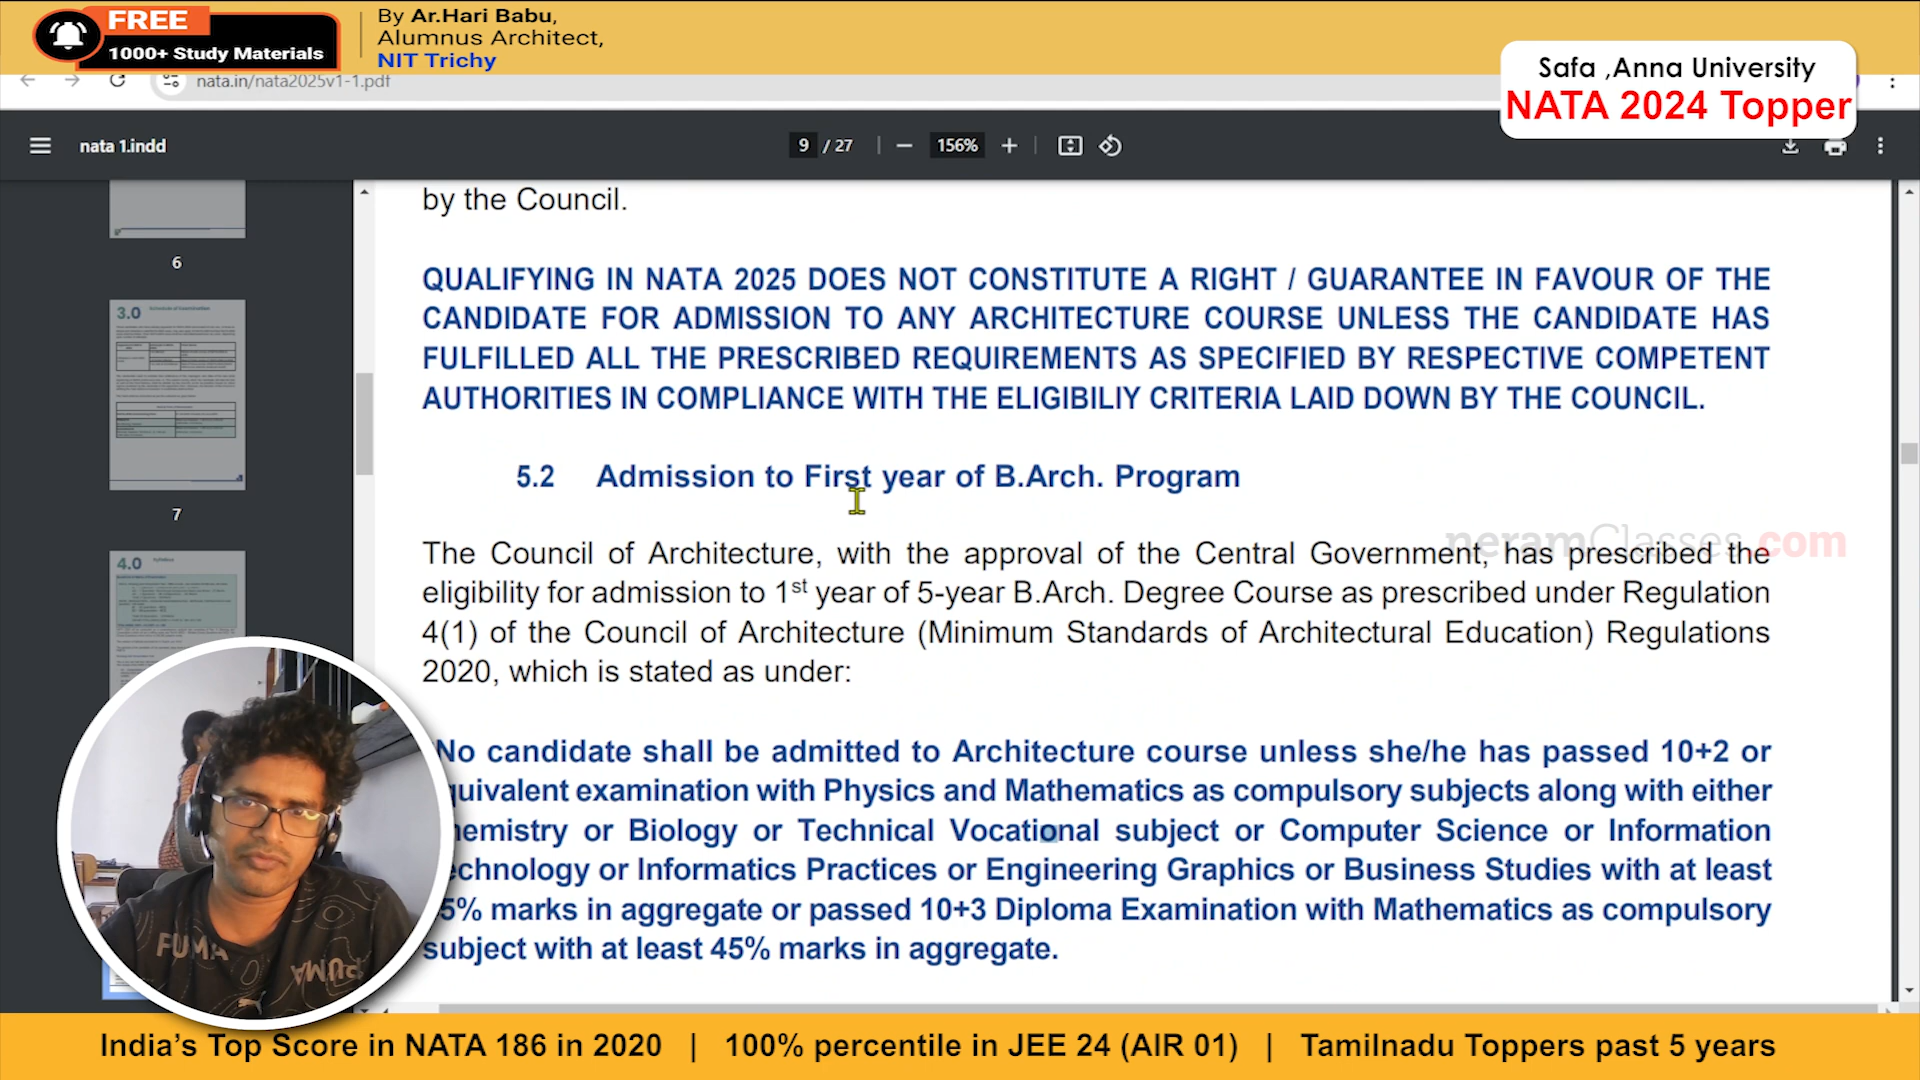 FREE
1000+ Study Materials
By Ar.Hari Babu,
Alumnus Architect,
NIT Trichy
Safa ,Anna University
NATA 2024 Topper
nata.in/nata2025v1-1.pdf
nata 1.indd
9 / 27
156%
6
3.0
7
4.0
by the Council.
QUALIFYING IN NATA 2025 DOES NOT CONSTITUTE A RIGHT / GUARANTEE IN FAVOUR OF THE
CANDIDATE FOR ADMISSION TO ANY ARCHITECTURE COURSE UNLESS THE CANDIDATE HAS
FULFILLED ALL THE PRESCRIBED REQUIREMENTS AS SPECIFIED BY RESPECTIVE COMPETENT
AUTHORITIES IN COMPLIANCE WITH THE ELIGIBILIY CRITERIA LAID DOWN BY THE COUNCIL.
5.2 Admission to First year of B.Arch. Program
neramClasses.com
The Council of Architecture, with the approval of the Central Government, has prescribed the
eligibility for admission to 1st year of 5-year B.Arch. Degree Course as prescribed under Regulation
4(1) of the Council of Architecture (Minimum Standards of Architectural Education) Regulations
2020, which is stated as under:
No candidate shall be admitted to Architecture course unless she/he has passed 10+2 or
quivalent examination with Physics and Mathematics as compulsory subjects along with either
hemistry or Biology or Technical Vocational subject or Computer Science or Information
echnology or Informatics Practices or Engineering Graphics or Business Studies with at least
5% marks in aggregate or passed 10+3 Diploma Examination with Mathematics as compulsory
subject with at least 45% marks in aggregate.
PUMA
PUMA
India's Top Score in NATA 186 in 2020 | 100% percentile in JEE 24 (AIR 01) | Tamilnadu Toppers past 5 years